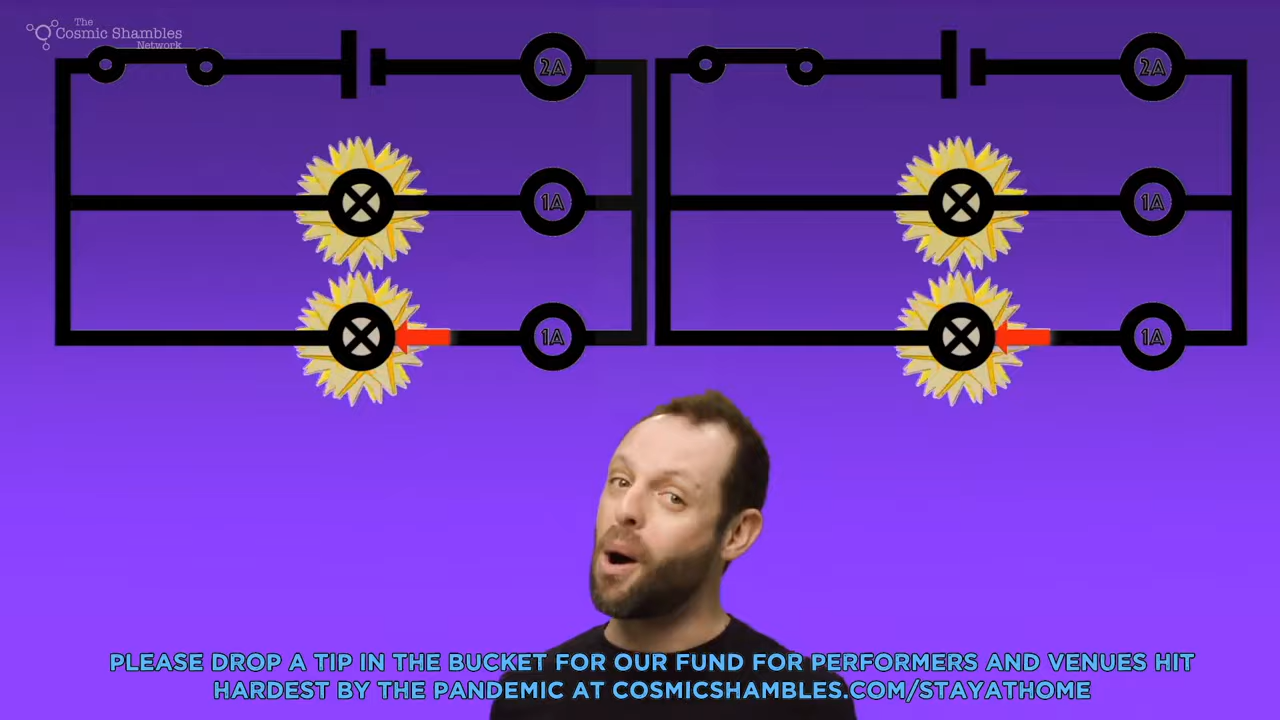 The
Cosmic Shambles
Network
2A
2A
1A
1A
1A
1A
PLEASE DROP A TIP IN THE BUCKET FOR OUR FUND FOR PERFORMERS AND VENUES HIT
HARDEST BY THE PANDEMIC AT COSMICSHAMBLES.COM/STAYATHOME